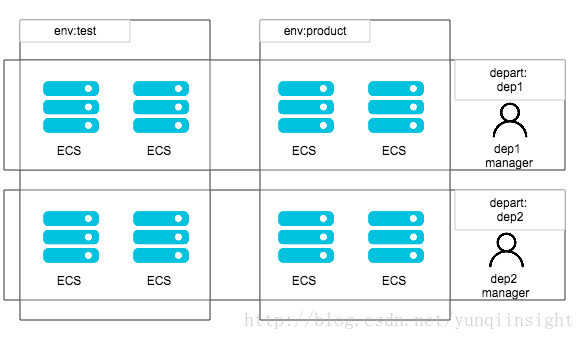 env:test
env:product
depart:
dep1
ECS
ECS
ECS
ECS
dep1
manager
depart:
dep2
ECS
ECS
ECS
ECS
dep2
manager
http://blog.csdn.net/yunqiinsight